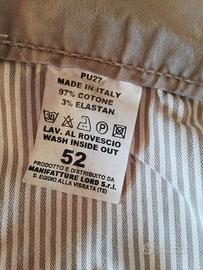 PU27
MADE IN ITALY
97% COTONE
3% ELASTAN
30
LAV. AL ROVESCIO
WASH INSIDE OUT
52
PRODOTTO E DISTRIBUITO DA
MANIFATTURE LORD S.r.l.
S. EGIDIO ALLA VIBRATA (TE)